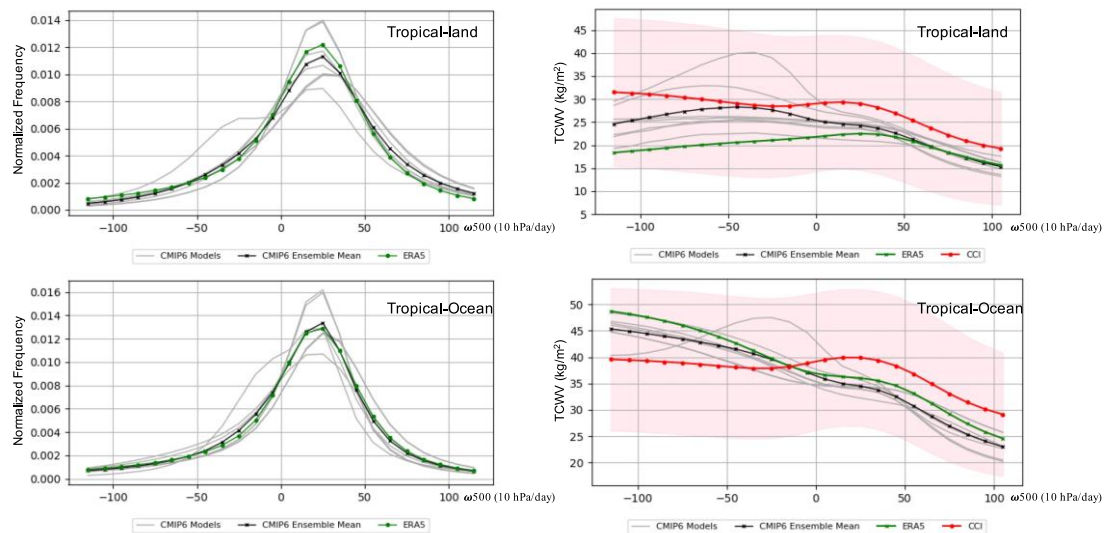 Tropical-land
Normalized Frequency
0.014
0.012
0.010
0.008
0.006
0.004
0.002
0.000
−100 −50 0 50 100
ω500 (10 hPa/day)
CMIP6 Models CMIP6 Ensemble Mean ERA5
Tropical-land
TCWV (kg/m²)
45
40
35
30
25
20
15
10
5
−100 −50 0 50 100
ω500 (10 hPa/day)
CMIP6 Models CMIP6 Ensemble Mean ERA5 CCI
Tropical-Ocean
Normalized Frequency
0.016
0.014
0.012
0.010
0.008
0.006
0.004
0.002
0.000
−100 −50 0 50 100
ω500 (10 hPa/day)
CMIP6 Models CMIP6 Ensemble Mean ERA5
Tropical-Ocean
TCWV (kg/m²)
50
45
40
35
30
25
20
−100 −50 0 50 100
ω500 (10 hPa/day)
CMIP6 Models CMIP6 Ensemble Mean ERA5 CCI